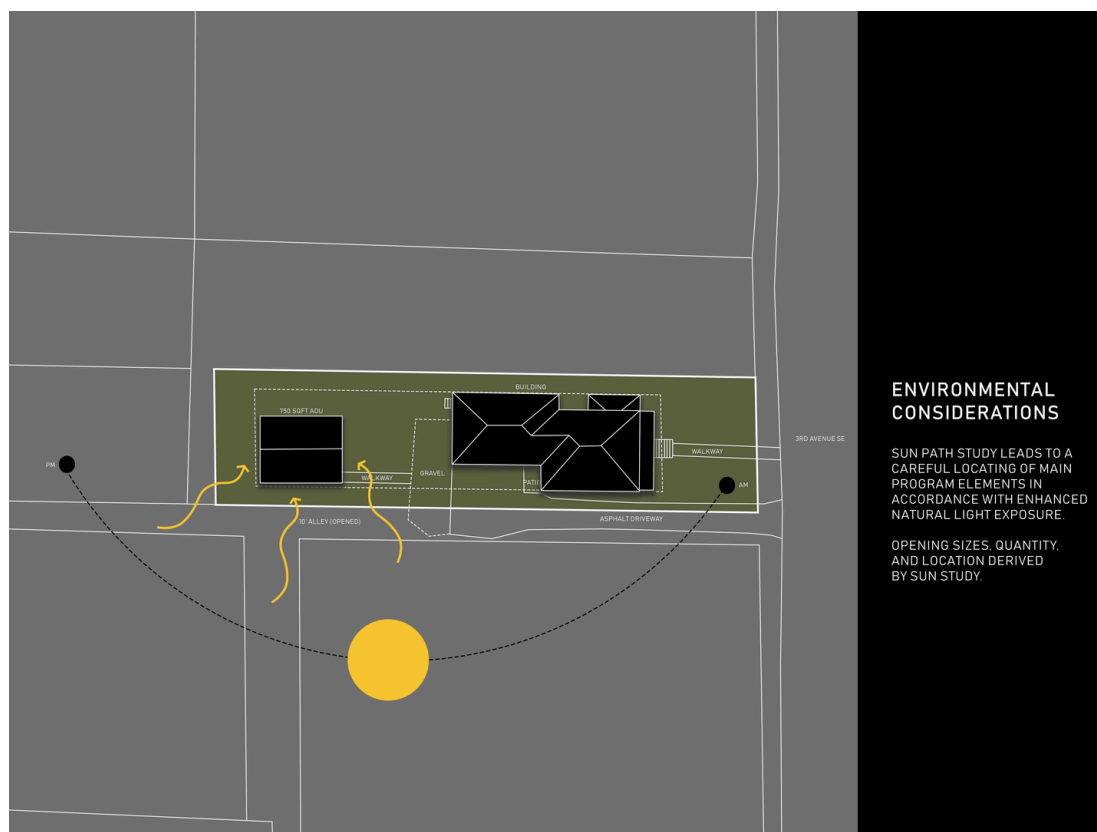 BUILDING
750 SQFT ADU
3RD AVENUE SE
WALKWAY
PM
GRAVEL
WALKWAY
PATIO
AM
10' ALLEY (OPENED)
ASPHALT DRIVEWAY
ENVIRONMENTAL
CONSIDERATIONS
SUN PATH STUDY LEADS TO A
CAREFUL LOCATING OF MAIN
PROGRAM ELEMENTS IN
ACCORDANCE WITH ENHANCED
NATURAL LIGHT EXPOSURE.
OPENING SIZES, QUANTITY,
AND LOCATION DERIVED
BY SUN STUDY.